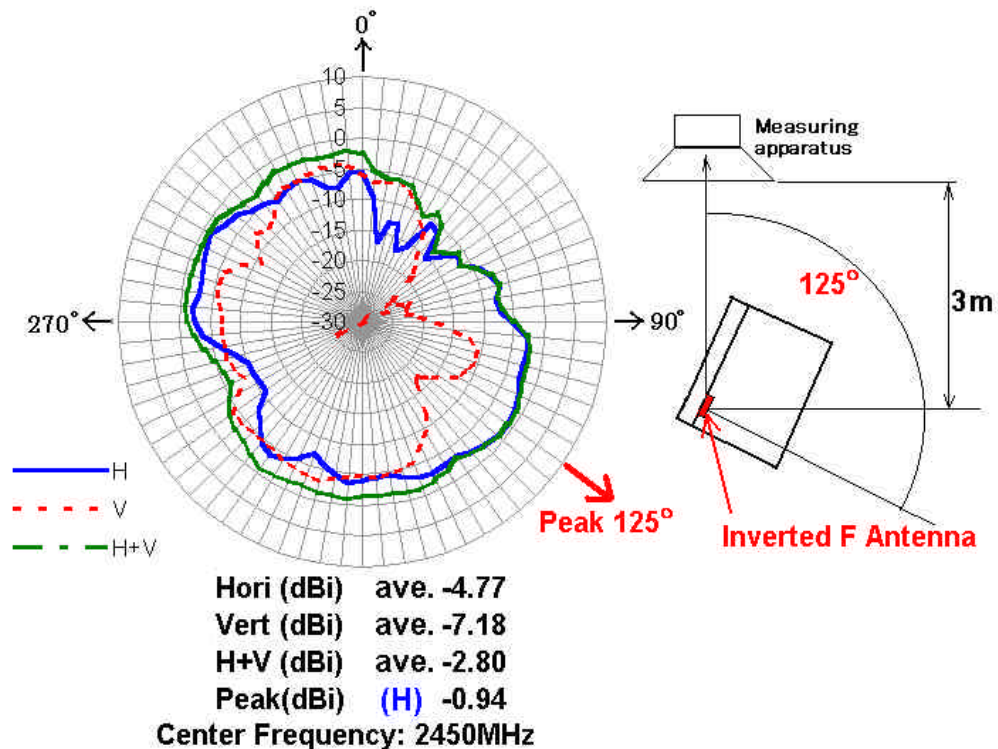 0°
10
5
0
-5
-10
-15
-20
-25
-30
270°
90°
H
V
H+V
Peak 125°
Measuring
apparatus
125°
3m
Inverted F Antenna
Hori (dBi) ave. -4.77
Vert (dBi) ave. -7.18
H+V (dBi) ave. -2.80
Peak(dBi) (H) -0.94
Center Frequency: 2450MHz